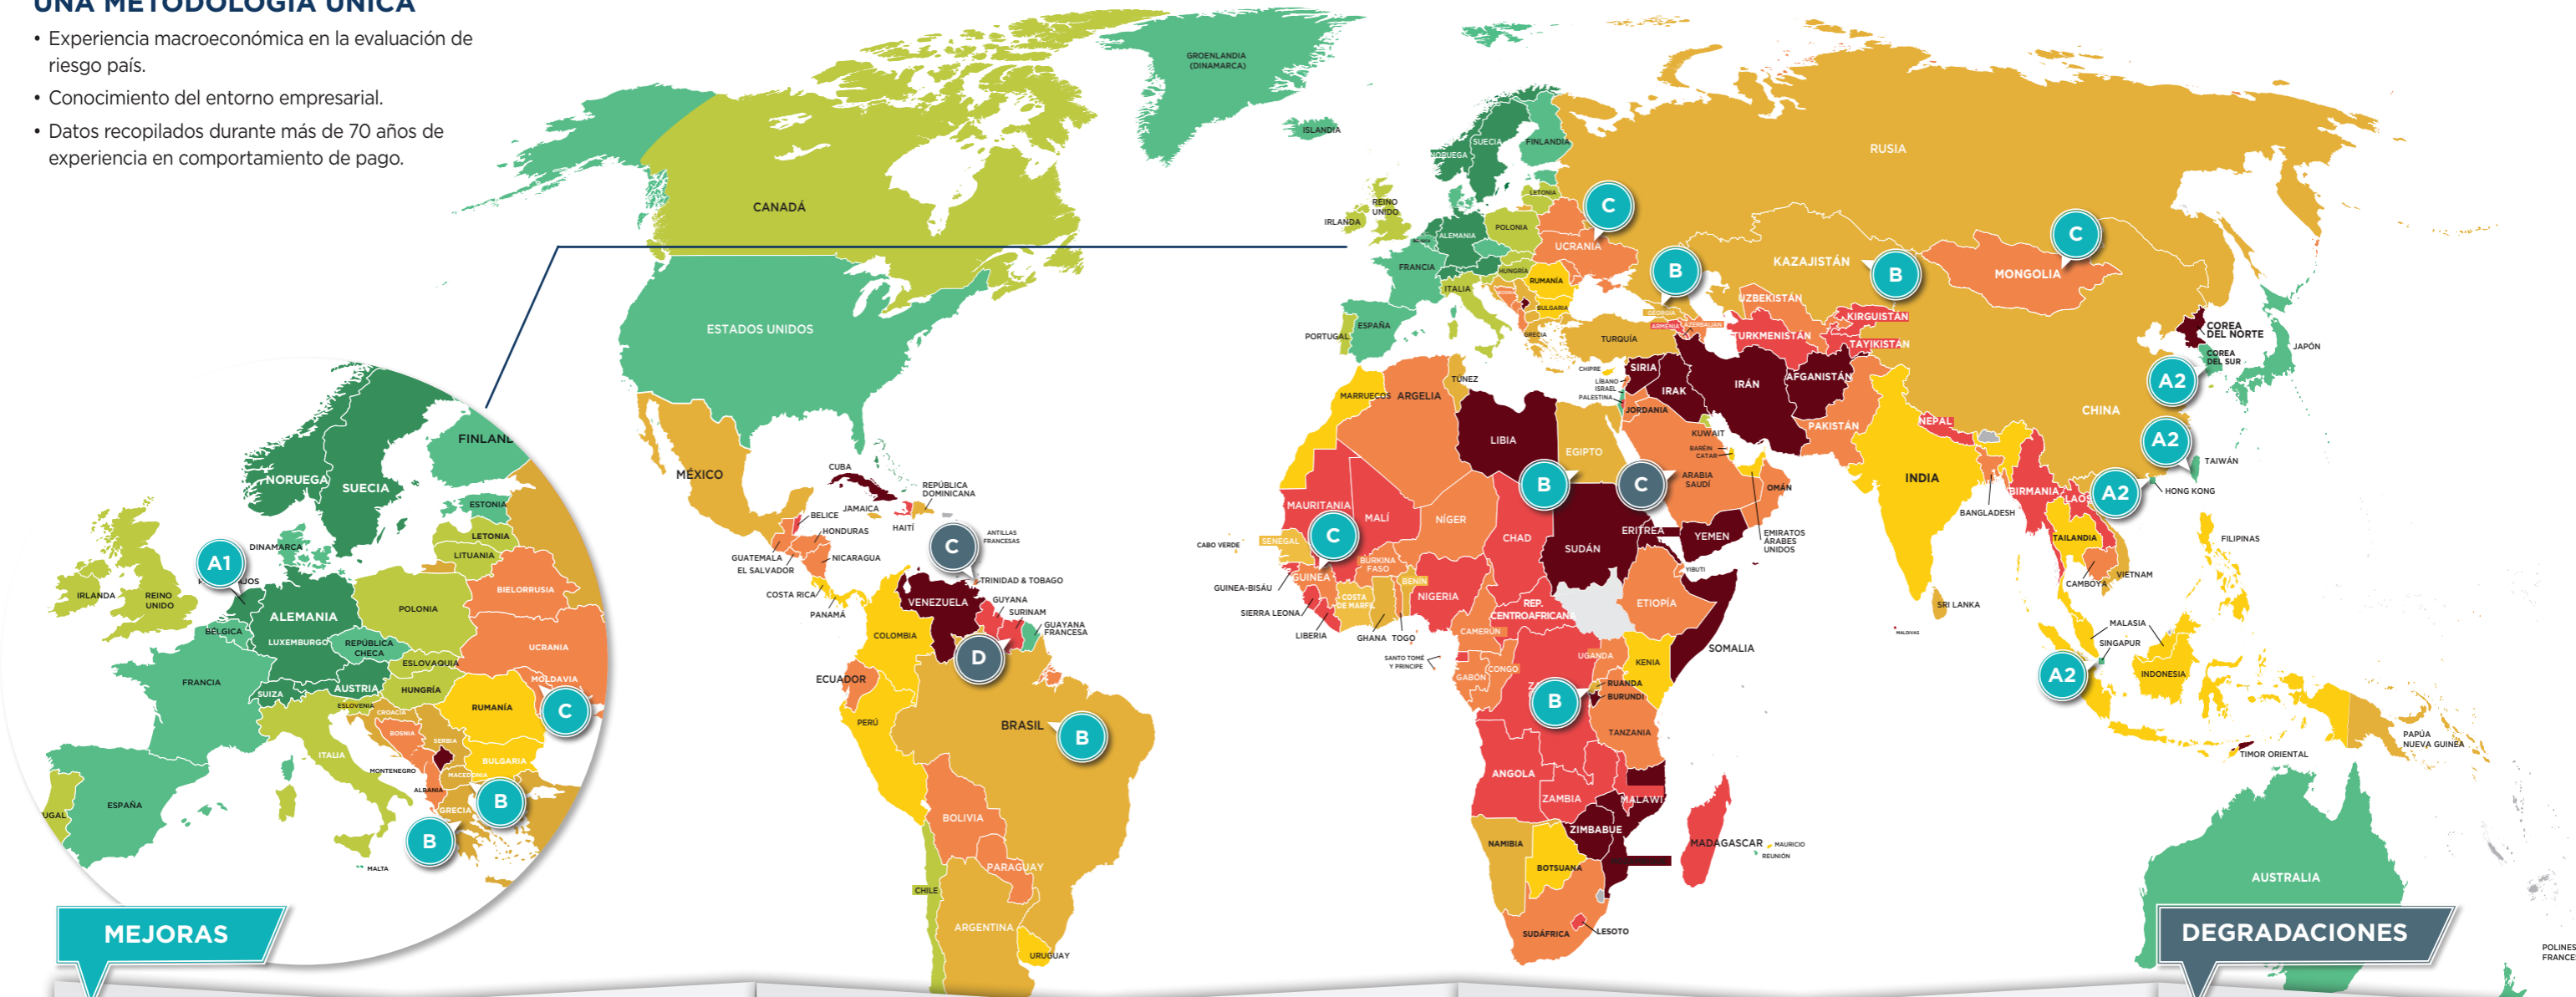 UNA METODOLOGÍA ÚNICA
• Experiencia macroeconómica en la evaluación de
riesgo país.
• Conocimiento del entorno empresarial.
• Datos recopilados durante más de 70 años de
experiencia en comportamiento de pago.
GROENLANDIA
(DINAMARCA)
ISLANDIA
CANADÁ
ESTADOS UNIDOS
MÉXICO
CUBA
JAMAICA
HAITÍ
REPÚBLICA
DOMINICANA
BELICE
HONDURAS
GUATEMALA
EL SALVADOR
NICARAGUA
COSTA RICA
PANAMÁ
ANTILLAS
FRANCESAS
C
TRINIDAD & TOBAGO
VENEZUELA
GUYANA
SURINAM
GUAYANA
FRANCESA
D
COLOMBIA
ECUADOR
PERÚ
BRASIL
B
BOLIVIA
PARAGUAY
CHILE
ARGENTINA
URUGUAY
NORUEGA
SUECIA
FINLANDIA
LETONIA
REINO
UNIDO
IRLANDA
ALEMANIA
POLONIA
UCRANIA
C
FRANCIA
HUNGRÍA
RUMANÍA
ITALIA
BULGARIA
ESPAÑA
PORTUGAL
GRECIA
TURQUÍA
GEORGIA
B
ARMENIA
AZERBAIJAN
RUSIA
KAZAJISTÁN
B
MONGOLIA
C
UZBEKISTÁN
TURKMENISTÁN
KIRGUISTÁN
TAYIKISTÁN
COREA
DEL NORTE
COREA
DEL SUR
JAPÓN
A2
CHINA
A2
TAIWÁN
HONG KONG
A2
CHIPRE
LÍBANO
ISRAEL
PALESTINA
SIRIA
IRAK
IRÁN
AFGANISTÁN
JORDANIA
KUWAIT
BARÉIN
CATAR
ARABIA
SAUDÍ
C
OMÁN
EMIRATOS
ÁRABES
UNIDOS
YEMEN
PAKISTÁN
NEPAL
INDIA
BANGLADESH
BIRMANIA
LAOS
TAILANDIA
CAMBOYA
VIETNAM
FILIPINAS
SRI LANKA
MALDIVAS
MALASIA
SINGAPUR
A2
INDONESIA
PAPÚA
NUEVA GUINEA
TIMOR ORIENTAL
AUSTRALIA
TÚNEZ
MARRUECOS
ARGELIA
LIBIA
EGIPTO
B
MAURITANIA
MALÍ
NÍGER
CHAD
SUDÁN
ERITREA
YIBUTI
CABO VERDE
SENEGAL
C
GUINEA-BISÁU
GUINEA
SIERRA LEONA
LIBERIA
COSTA
DE MARFIL
BURKINA
FASO
GHANA
TOGO
BENÍN
NIGERIA
CAMERÚN
REP.
CENTROAFRICANA
ETIOPÍA
SOMALIA
SANTO TOMÉ
Y PRINCIPE
GABÓN
CONGO
UGANDA
KENIA
RUANDA
BURUNDI
B
TANZANIA
ANGOLA
ZAMBIA
MALAWI
ZIMBABUE
NAMIBIA
BOTSUANA
SUDÁFRICA
LESOTO
MADAGASCAR
MAURICIO
REUNIÓN
FINLAND
NORUEGA
SUECIA
ESTONIA
LETONIA
LITUANIA
DINAMARCA
A1
IRLANDA
REINO
UNIDO
BÉLGICA
ALEMANIA
LUXEMBURGO
POLONIA
BIELORRUSIA
REPÚBLICA
CHECA
ESLOVAQUIA
UCRANIA
MOLDAVIA
C
FRANCIA
SUIZA
AUSTRIA
HUNGRÍA
RUMANÍA
ESLOVENIA
CROACIA
BOSNIA
SERBIA
ITALIA
MONTENEGRO
MACEDONIA
ALBANIA
BULGARIA
GRECIA
B
B
ESPAÑA
UGAL
MALTA
MEJORAS
DEGRADACIONES
POLINES
FRANCES